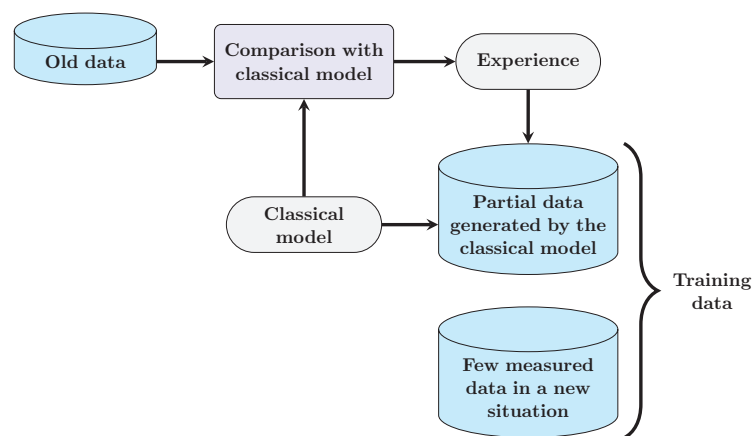 Old data
Comparison with
classical model
Experience
Classical
model
Partial data
generated by the
classical model
Training
data
Few measured
data in a new
situation